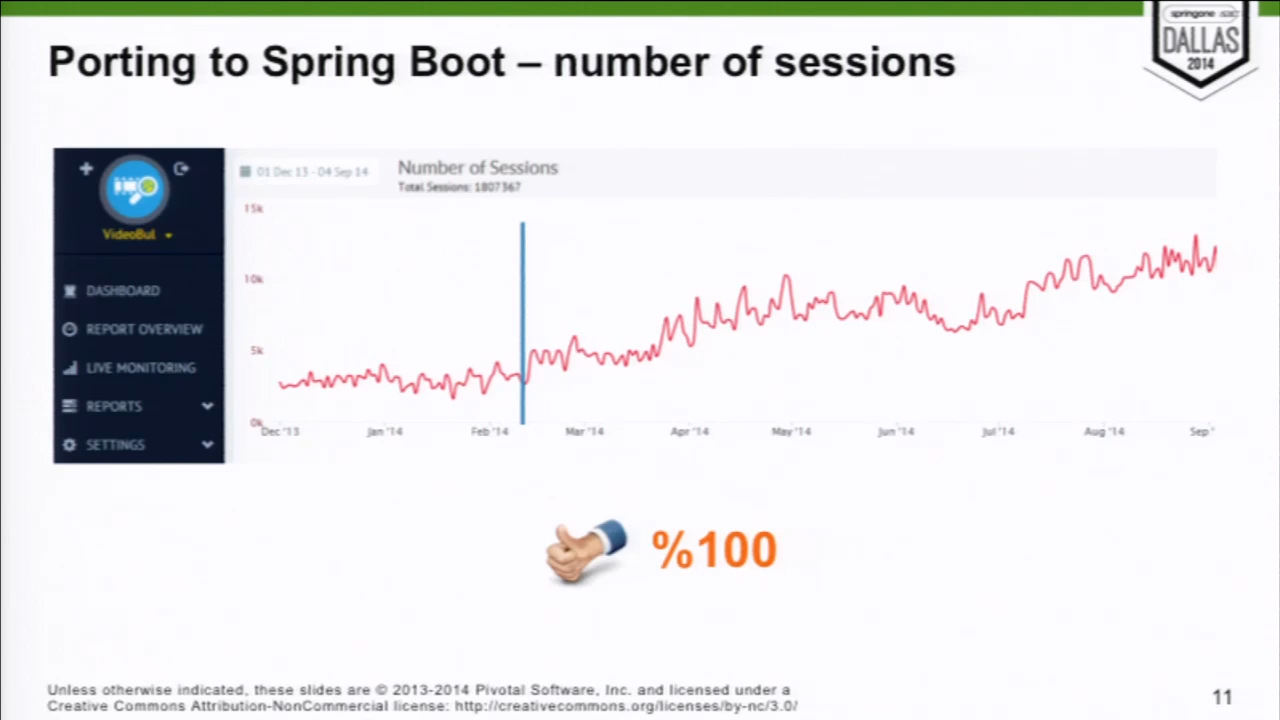 Porting to Spring Boot – number of sessions
springone
DALLAS
2014
VideoBul
DASHBOARD
REPORT OVERVIEW
LIVE MONITORING
REPORTS
SETTINGS
01 Dec 13 - 04 Sep 14
Number of Sessions
Total Sessions: 1807367
15k
10k
5k
0k
Dec '13 Jan '14 Feb '14 Mar '14 Apr '14 May '14 Jun '14 Jul '14 Aug '14 Sep '
%100
Unless otherwise indicated, these slides are © 2013-2014 Pivotal Software, Inc. and licensed under a
Creative Commons Attribution-NonCommercial license: http://creativecommons.org/licenses/by-nc/3.0/
11